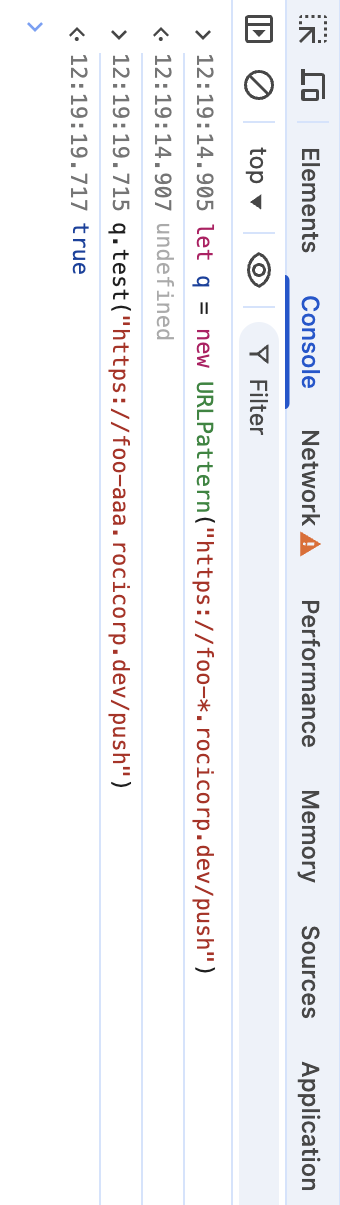 Elements Console Network Performance Memory Sources Application
top Filter
12:19:14.905 let q = new URLPattern("https://foo-*.rocicorp.dev/push")
12:19:14.907 undefined
12:19:19.715 q.test("https://foo-aaa.rocicorp.dev/push")
12:19:19.717 true